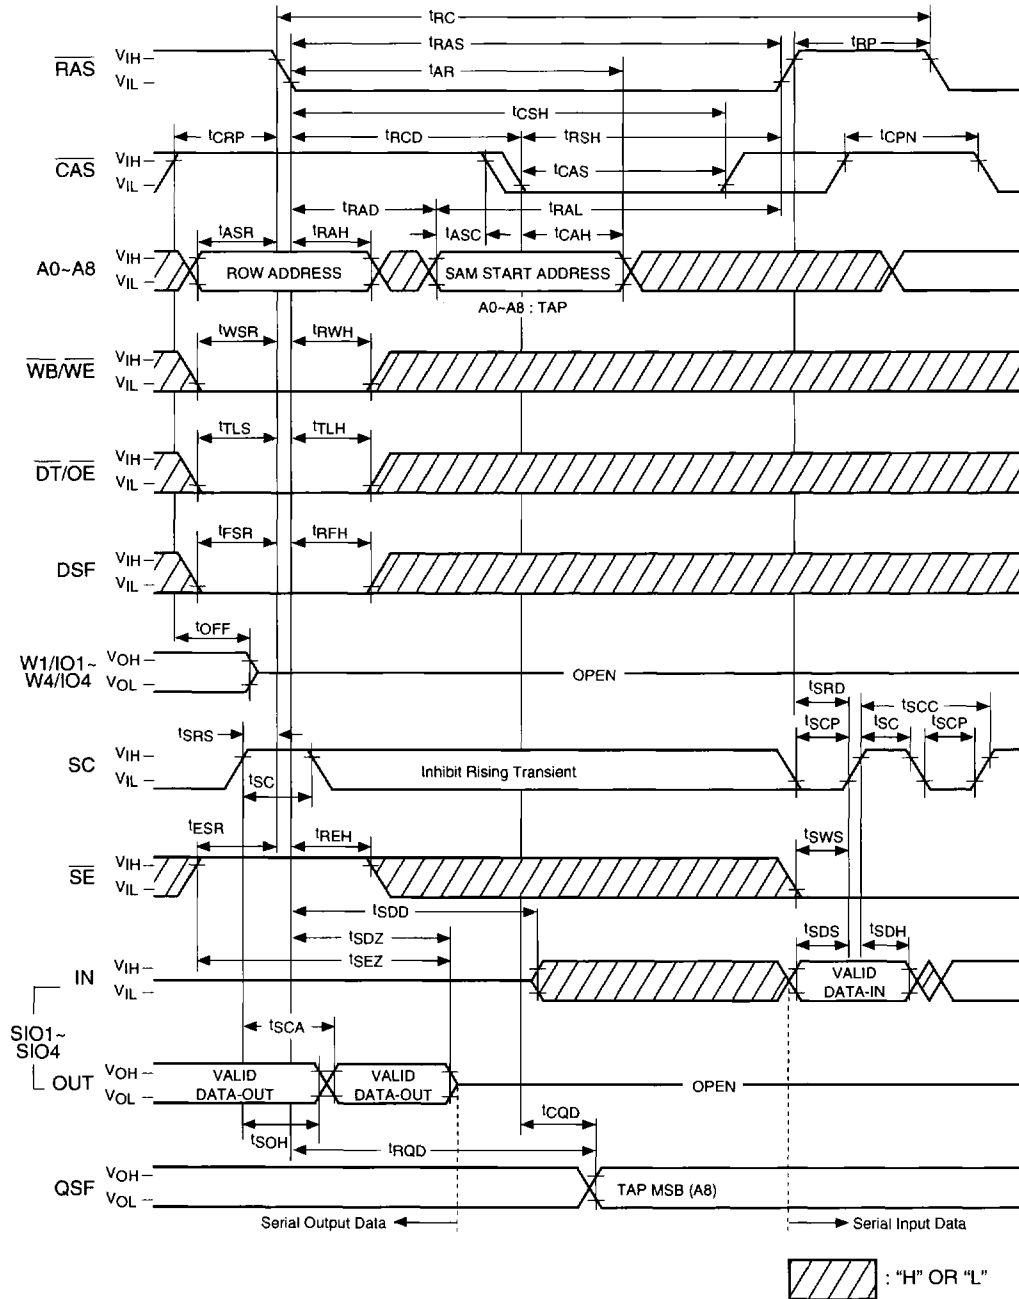 tRC
tRAS
tRP
RAS
VIH
VIL
tAR
tCSH
tCRP
tRCD
tRSH
tCPN
CAS
VIH
VIL
tCAS
tRAD
tRAL
tASR
tRAH
tASC
tCAH
A0~A8
VIH
VIL
ROW ADDRESS
SAM START ADDRESS
A0~A8 : TAP
tWSR
tRWH
WB/WE
VIH
VIL
tTLS
tTLH
DT/OE
VIH
VIL
tFSR
tRFH
DSF
VIH
VIL
tOFF
W1/IO1~
W4/IO4
VOH
VOL
OPEN
tSRD
tSCC
tSRS
tSCP
tSC
tSCP
SC
VIH
VIL
tSC
Inhibit Rising Transient
tESR
tREH
tSWS
SE
VIH
VIL
tSDD
tSDZ
tSEZ
tSDS
tSDH
IN
VIH
VIL
VALID
DATA-IN
SIO1~
SIO4
tSCA
OUT
VOH
VOL
VALID
DATA-OUT
VALID
DATA-OUT
OPEN
tSOH
tCQD
tRQD
QSF
VOH
VOL
TAP MSB (A8)
Serial Output Data
Serial Input Data
: "H" OR "L"